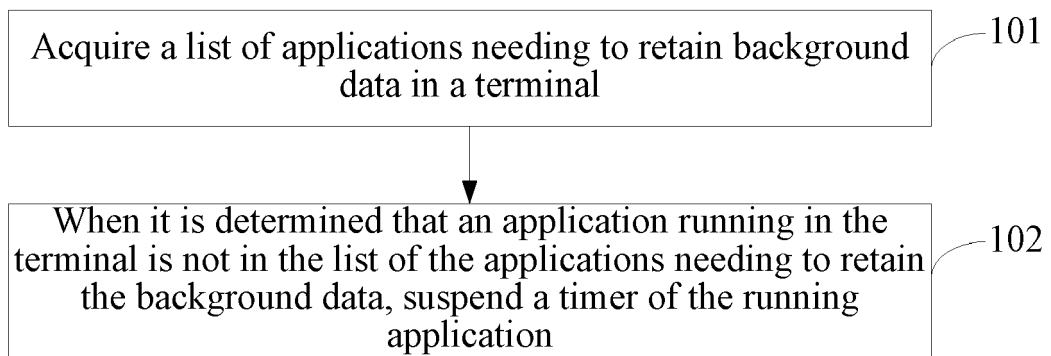 Acquire a list of applications needing to retain background
data in a terminal
101
When it is determined that an application running in the
terminal is not in the list of the applications needing to retain
the background data, suspend a timer of the running
application
102